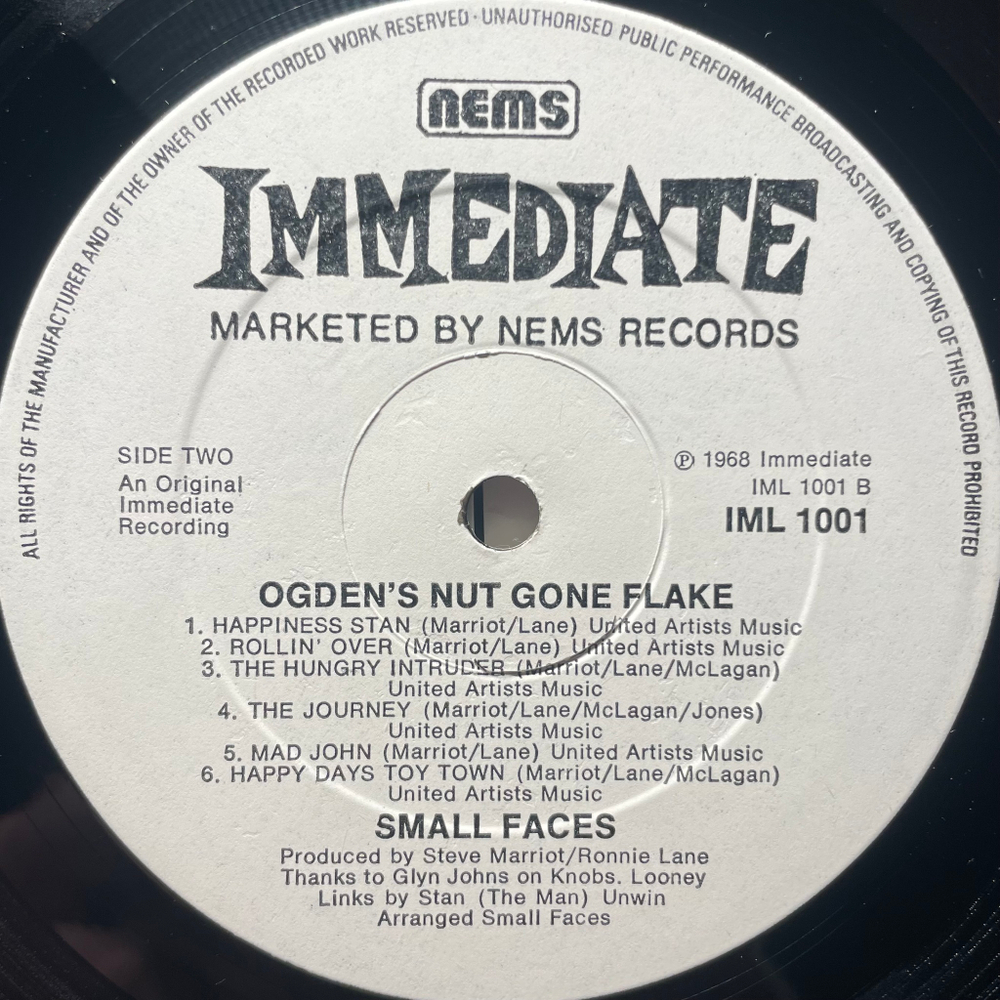 ALL RIGHTS OF THE MANUFACTURER AND OF THE OWNER OF THE RECORDED WORK RESERVED · UNAUTHORISED PUBLIC PERFORMANCE BROADCASTING AND COPYING OF THIS RECORD PROHIBITED
nems
IMMEDIATE
MARKETED BY NEMS RECORDS
SIDE TWO
An Original
Immediate
Recording
℗ 1968 Immediate
IML 1001 B
IML 1001
OGDEN'S NUT GONE FLAKE
1. HAPPINESS STAN (Marriot/Lane) United Artists Music
2. ROLLIN' OVER (Marriot/Lane) United Artists Music
3. THE HUNGRY INTRUDER (Marriot/Lane/McLagan)
United Artists Music
4. THE JOURNEY (Marriot/Lane/McLagan/Jones)
United Artists Music
5. MAD JOHN (Marriot/Lane) United Artists Music
6. HAPPY DAYS TOY TOWN (Marriot/Lane/McLagan)
United Artists Music
SMALL FACES
Produced by Steve Marriot/Ronnie Lane
Thanks to Glyn Johns on Knobs. Looney
Links by Stan (The Man) Unwin
Arranged Small Faces